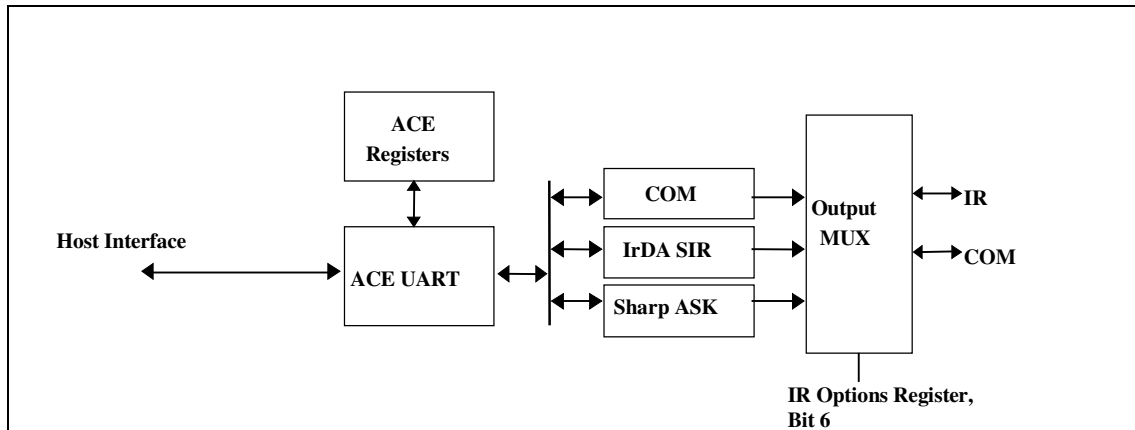 ACE
Registers
Host Interface
ACE UART
COM
IrDA SIR
Sharp ASK
Output
MUX
IR
COM
IR Options Register,
Bit 6